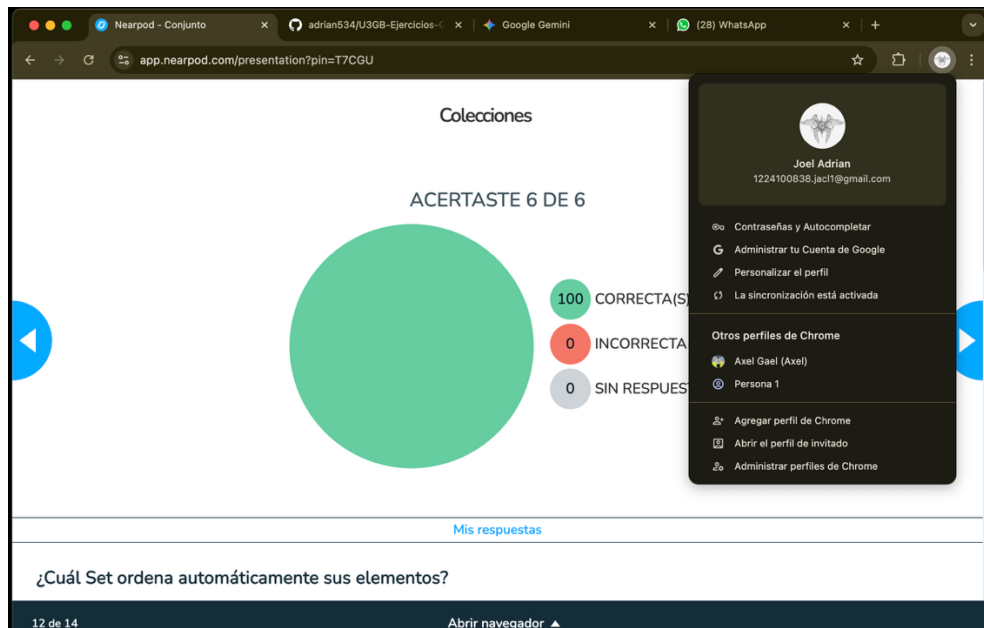 Nearpod - Conjunto
adrian534/U3GB-Ejercicios-
Google Gemini
(28) WhatsApp
app.nearpod.com/presentation?pin=T7CGU
Colecciones
ACERTASTE 6 DE 6
100 CORRECTA(S)
0 INCORRECTA
0 SIN RESPUES
Joel Adrian
1224100838.jacl1@gmail.com
Contraseñas y Autocompletar
Administrar tu Cuenta de Google
Personalizar el perfil
La sincronización está activada
Otros perfiles de Chrome
Axel Gael (Axel)
Persona 1
Agregar perfil de Chrome
Abrir el perfil de invitado
Administrar perfiles de Chrome
Mis respuestas
¿Cuál Set ordena automáticamente sus elementos?
12 de 14
Abrir navegador ▲